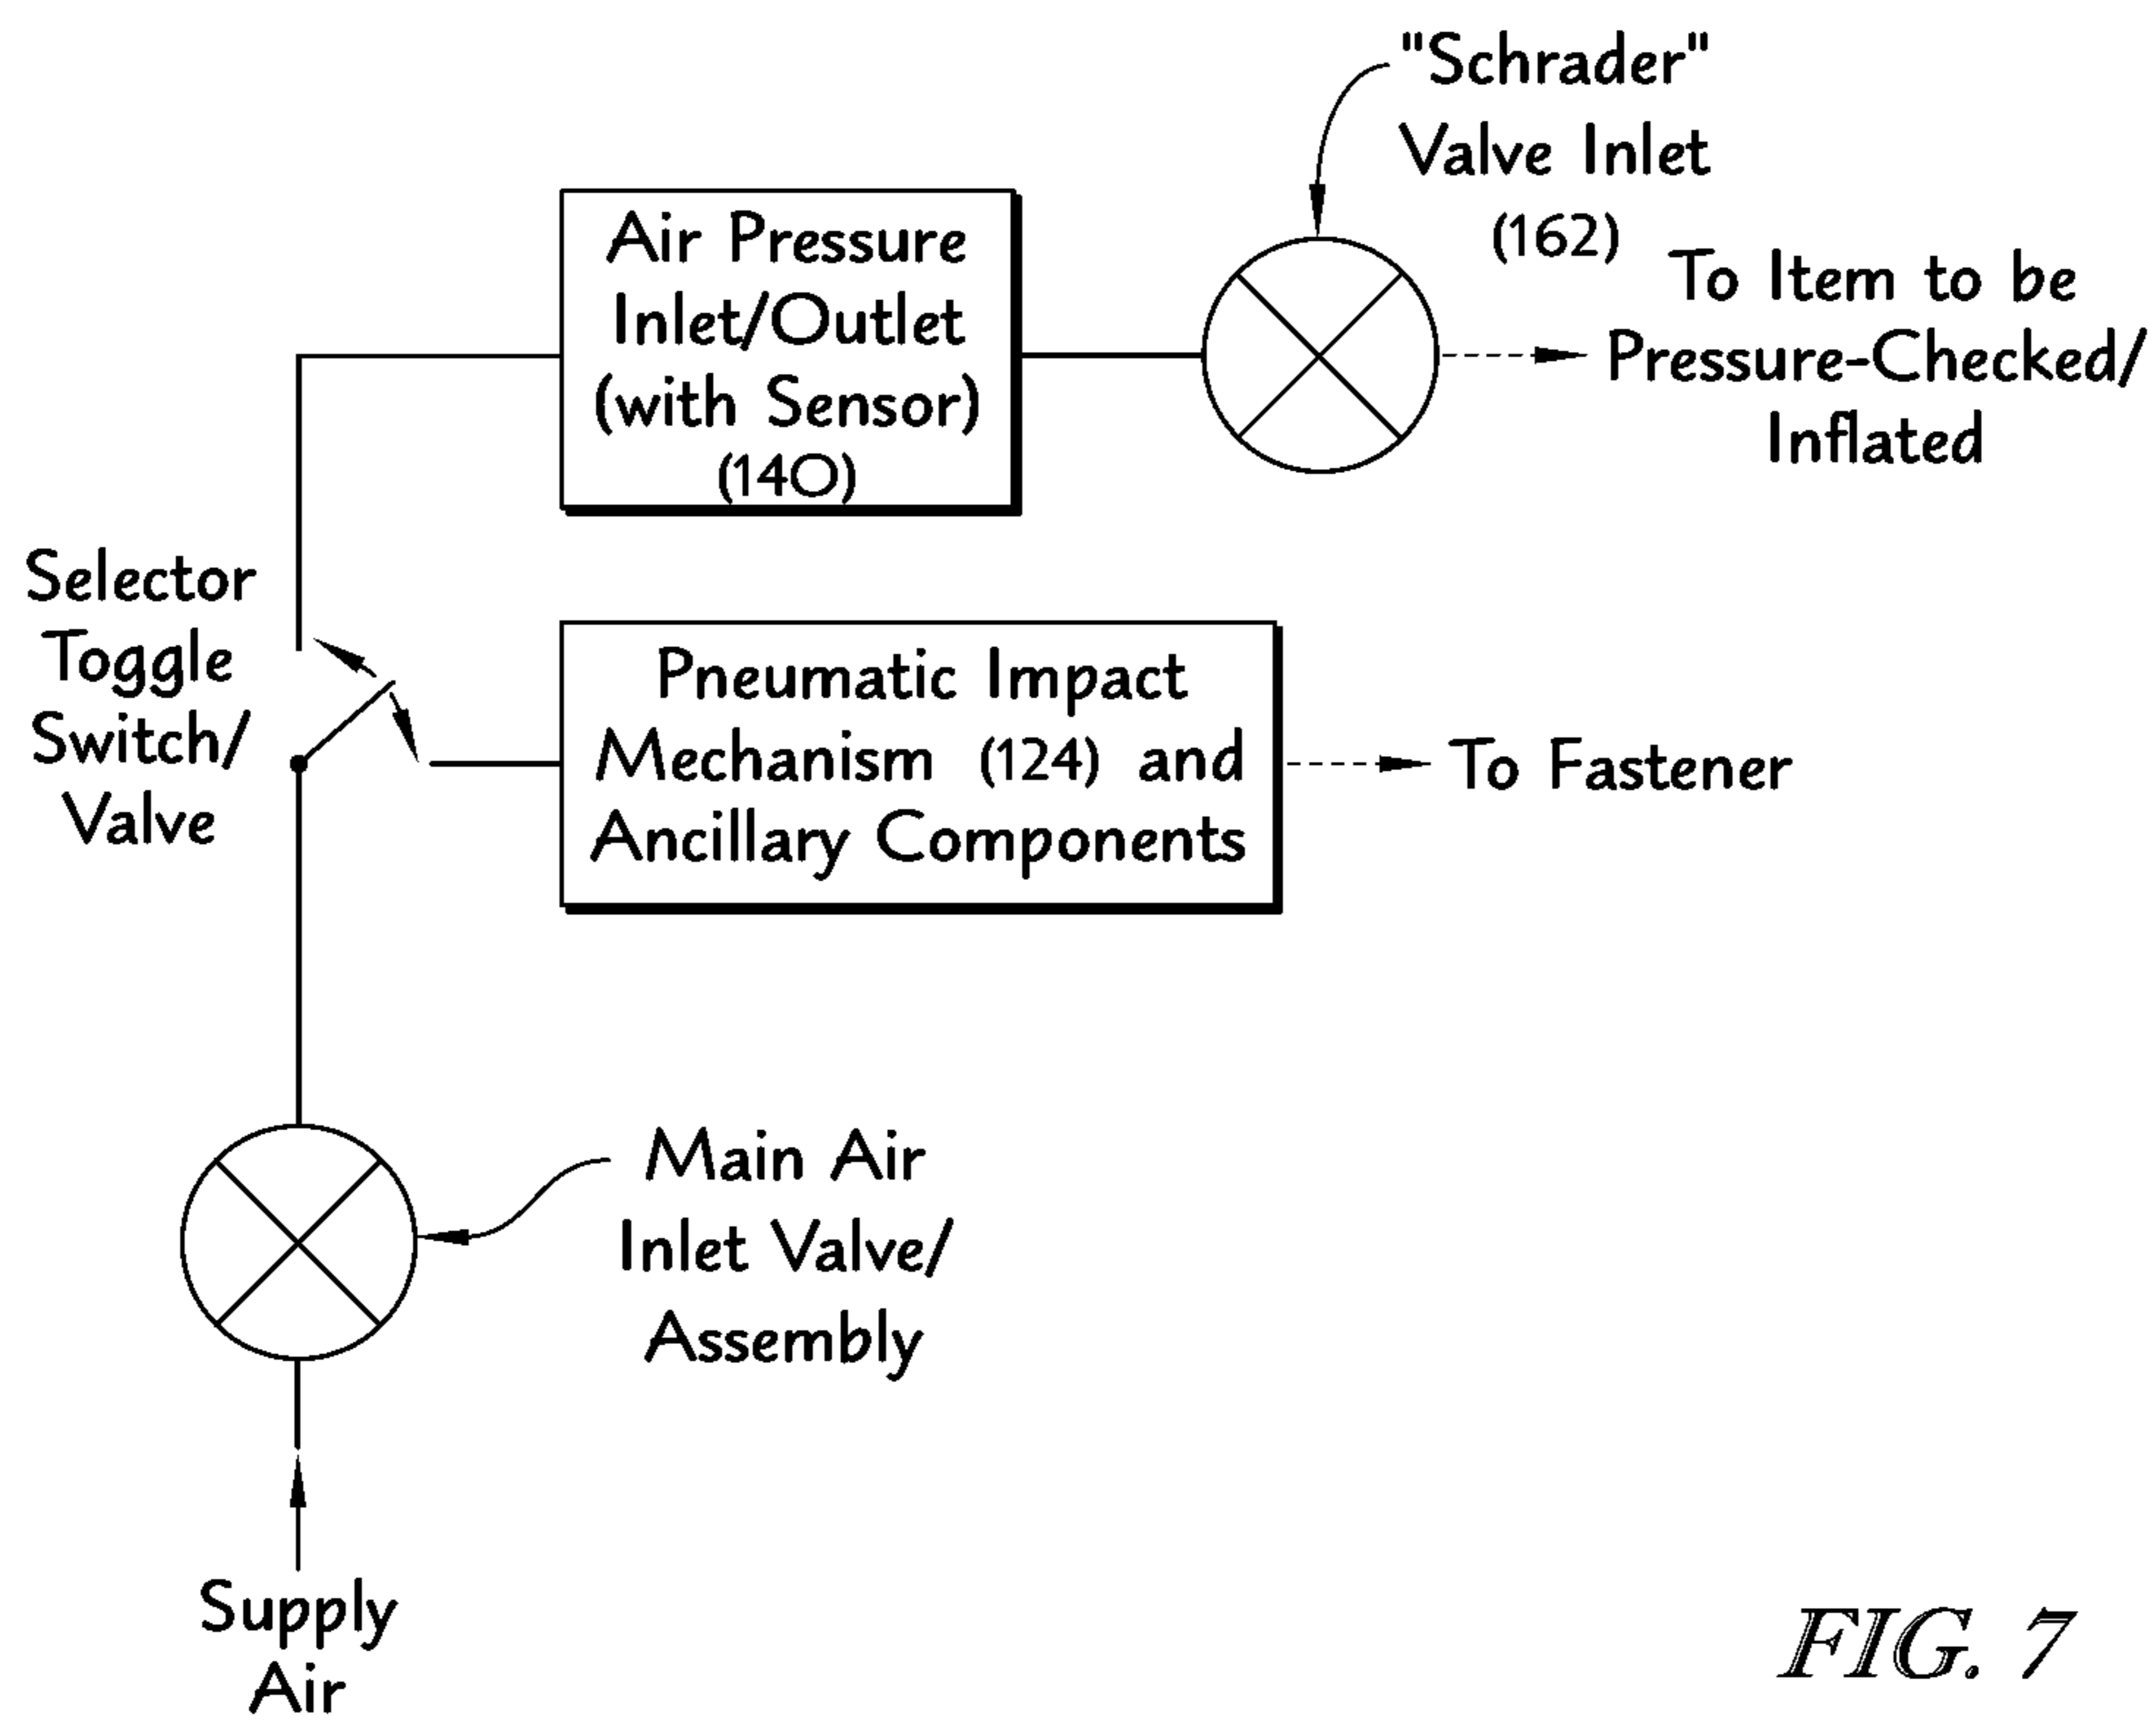 "Schrader"
Valve Inlet
(162)
To Item to be
Pressure-Checked/
Inflated
Air Pressure
Inlet/Outlet
(with Sensor)
(140)
Selector
Toggle
Switch/
Valve
Pneumatic Impact
Mechanism (124) and
Ancillary Components
To Fastener
Main Air
Inlet Valve/
Assembly
Supply
Air
FIG. 7